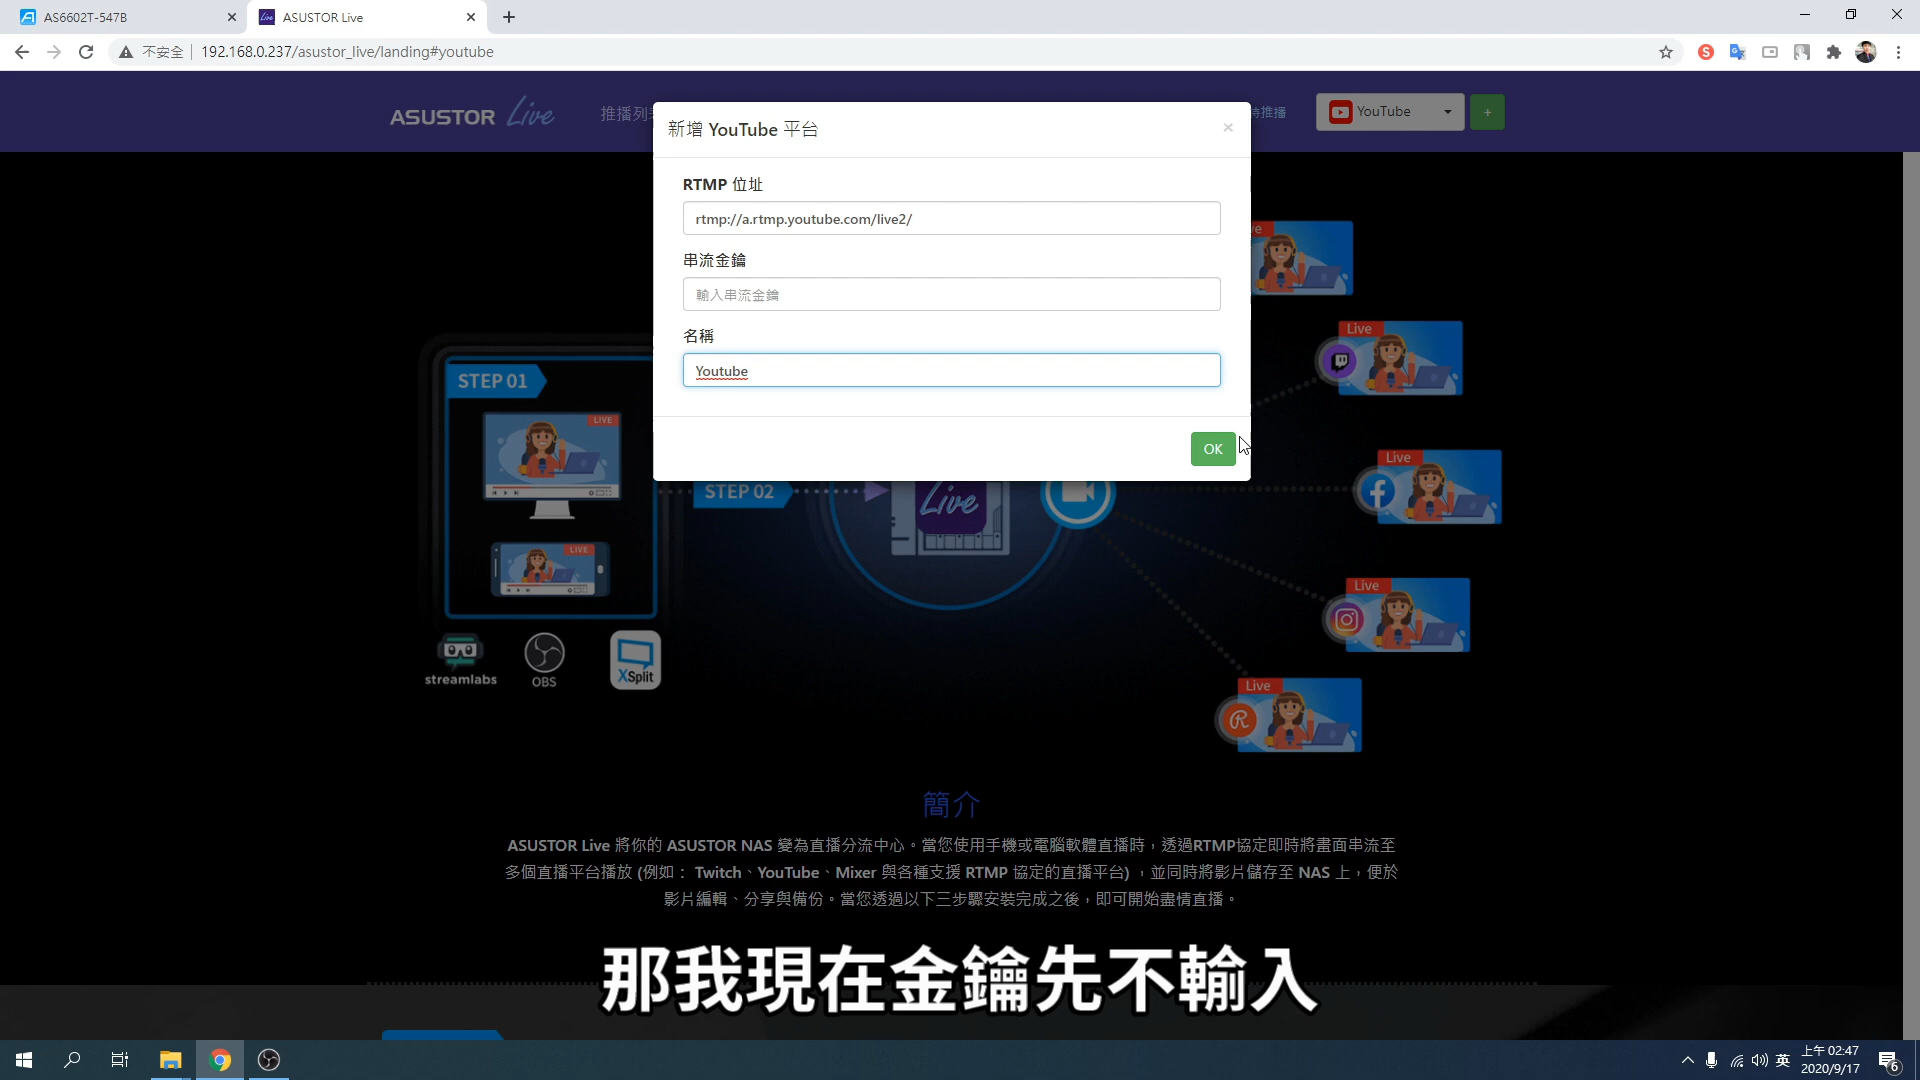 AS6602T-547B
ASUSTOR Live
不安全
192.168.0.237/asustor_live/landing#youtube
ASUSTOR Live
推播列表
待推播
YouTube
+
新增 YouTube 平台
×
RTMP 位址
rtmp://a.rtmp.youtube.com/live2/
串流金鑰
輸入串流金鑰
名稱
Youtube
OK
STEP 01
LIVE
LIVE
STEP 02
Live
Live
Live
Live
Live
streamlabs
OBS
XSplit
簡介
ASUSTOR Live 將你的 ASUSTOR NAS 變為直播分流中心。當您使用手機或電腦軟體直播時，透過RTMP協定即時將畫面串流至
多個直播平台播放 (例如： Twitch、YouTube、Mixer 與各種支援 RTMP 協定的直播平台) ，並同時將影片儲存至 NAS 上，便於
影片編輯、分享與備份。當您透過以下三步驟安裝完成之後，即可開始盡情直播。
那我現在金鑰先不輸入
英
上午 02:47
2020/9/17
6